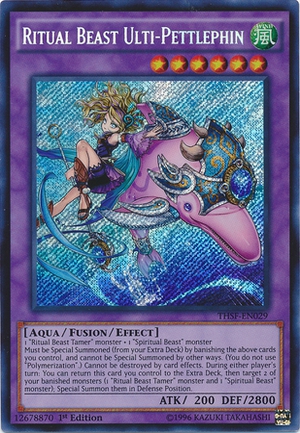 RITUAL BEAST ULTI-PETTLEPHIN
風
THSF-EN029
[AQUA / FUSION / EFFECT]
1 "Ritual Beast Tamer" monster + 1 "Spiritual Beast" monster
Must be Special Summoned (from your Extra Deck) by banishing the above cards
you control, and cannot be Special Summoned by other ways. (You do not use
"Polymerization".) Cannot be destroyed by card effects. During either player's
turn: You can return this card you control to the Extra Deck, then target 2 of
your banished monsters (1 "Ritual Beast Tamer" monster and 1 "Spiritual Beast"
monster); Special Summon them in Defense Position.
ATK/ 200 DEF/2800
12678870 1st Edition ©1996 KAZUKI TAKAHASHI